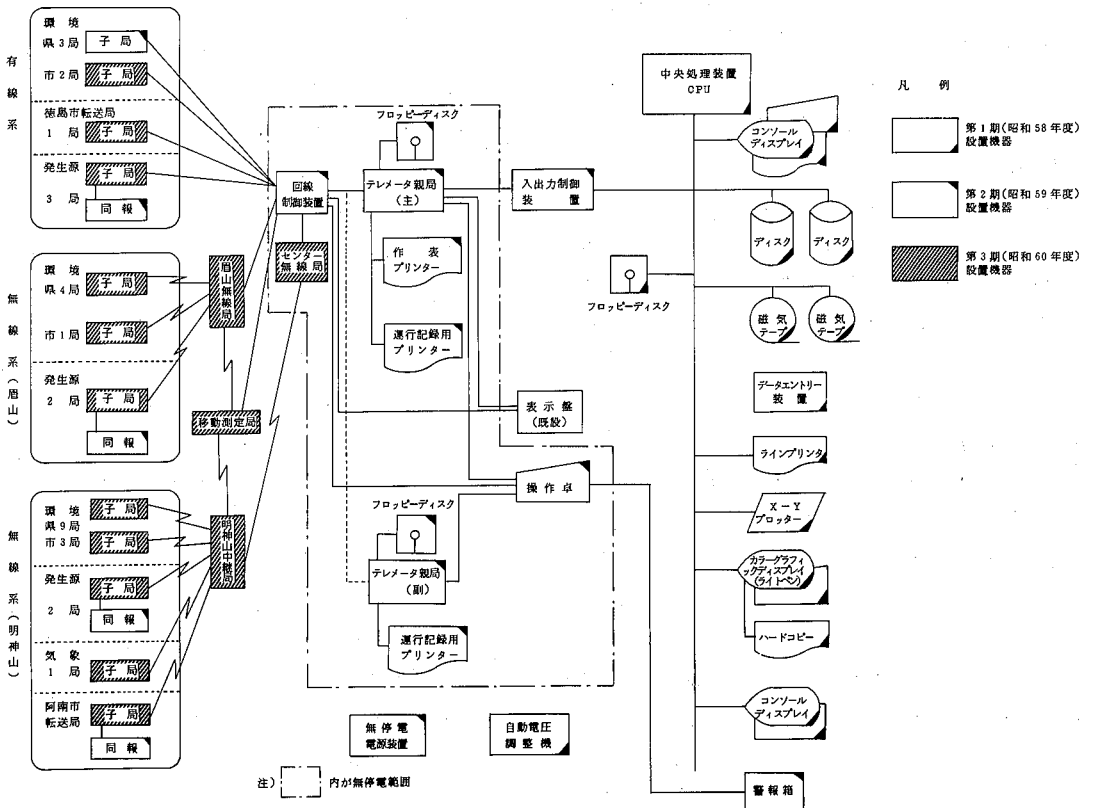 有線系
環境
県3局
子局
市2局
子局
徳島市転送局
1局
子局
発生源
子局
3局
同報
無線系(眉山)
環境
県4局
子局
市1局
子局
発生源
2局
子局
同報
無線系(明神山)
環境
県9局
子局
市3局
子局
発生源
子局
2局
同報
気象
1局
子局
阿南市
転送局
子局
同報
眉山無線局
移動測定局
明神山中継局
回線
制御装置
センター
無線局
フロッピーディスク
テレメータ親局
(主)
作表
プリンター
運行記録用
プリンター
表示盤
(既設)
操作卓
フロッピーディスク
テレメータ親局
(副)
運行記録用
プリンター
無停電
電源装置
自動電圧
調整機
注) 内が無停電範囲
入出力制御
装置
中央処理装置
CPU
コンソール
ディスプレイ
ディスク
ディスク
フロッピーディスク
磁気
テープ
磁気
テープ
データエントリー
装置
ラインプリンタ
X-Y
プロッター
カラーグラフィ
ックディスプレイ
(ライトペン)
ハードコピー
コンソール
ディスプレイ
警報箱
凡例
第1期(昭和58年度)
設置機器
第2期(昭和59年度)
設置機器
第3期(昭和60年度)
設置機器